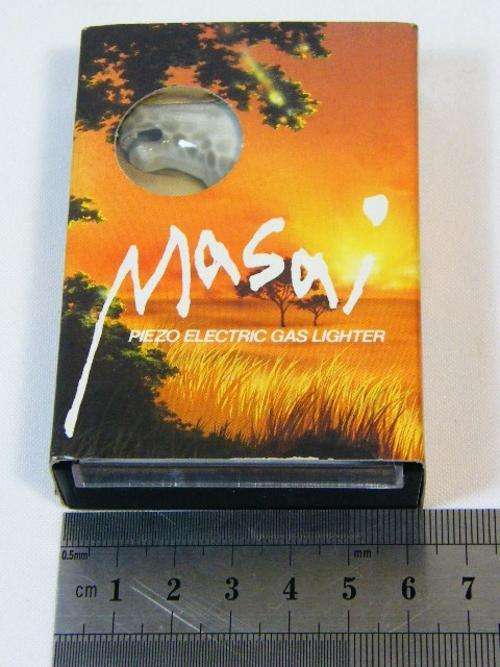 Masai
PIEZO ELECTRIC GAS LIGHTER
0.5mm mm
cm 1 2 3 4 5 6 7